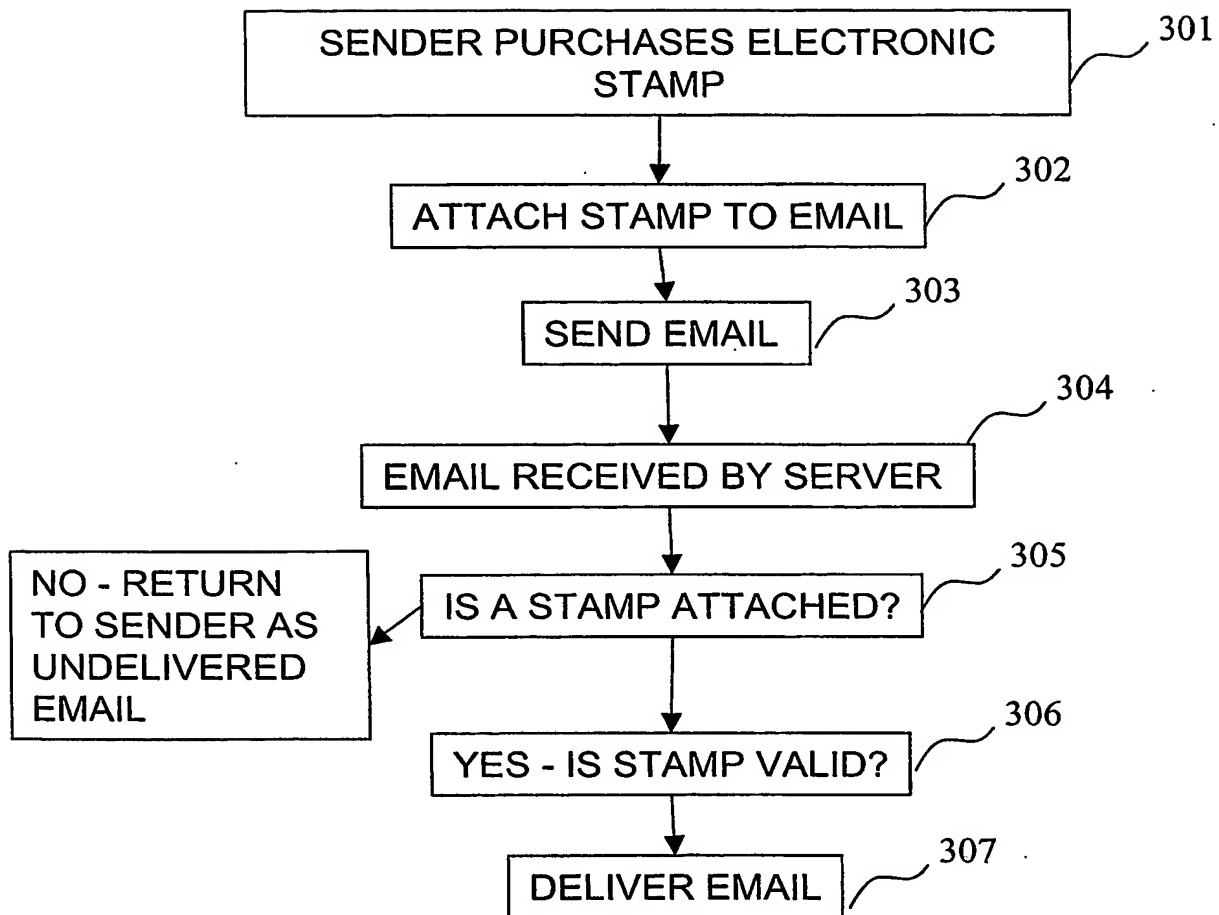 SENDER PURCHASES ELECTRONIC
STAMP
301
ATTACH STAMP TO EMAIL
302
SEND EMAIL
303
EMAIL RECEIVED BY SERVER
304
IS A STAMP ATTACHED?
305
NO - RETURN
TO SENDER AS
UNDELIVERED
EMAIL
YES - IS STAMP VALID?
306
DELIVER EMAIL
307